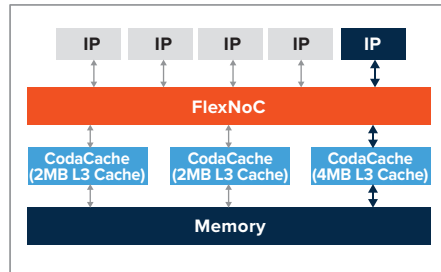 IP IP IP IP IP
FlexNoC
CodaCache CodaCache CodaCache
(2MB L3 Cache) (2MB L3 Cache) (4MB L3 Cache)
Memory